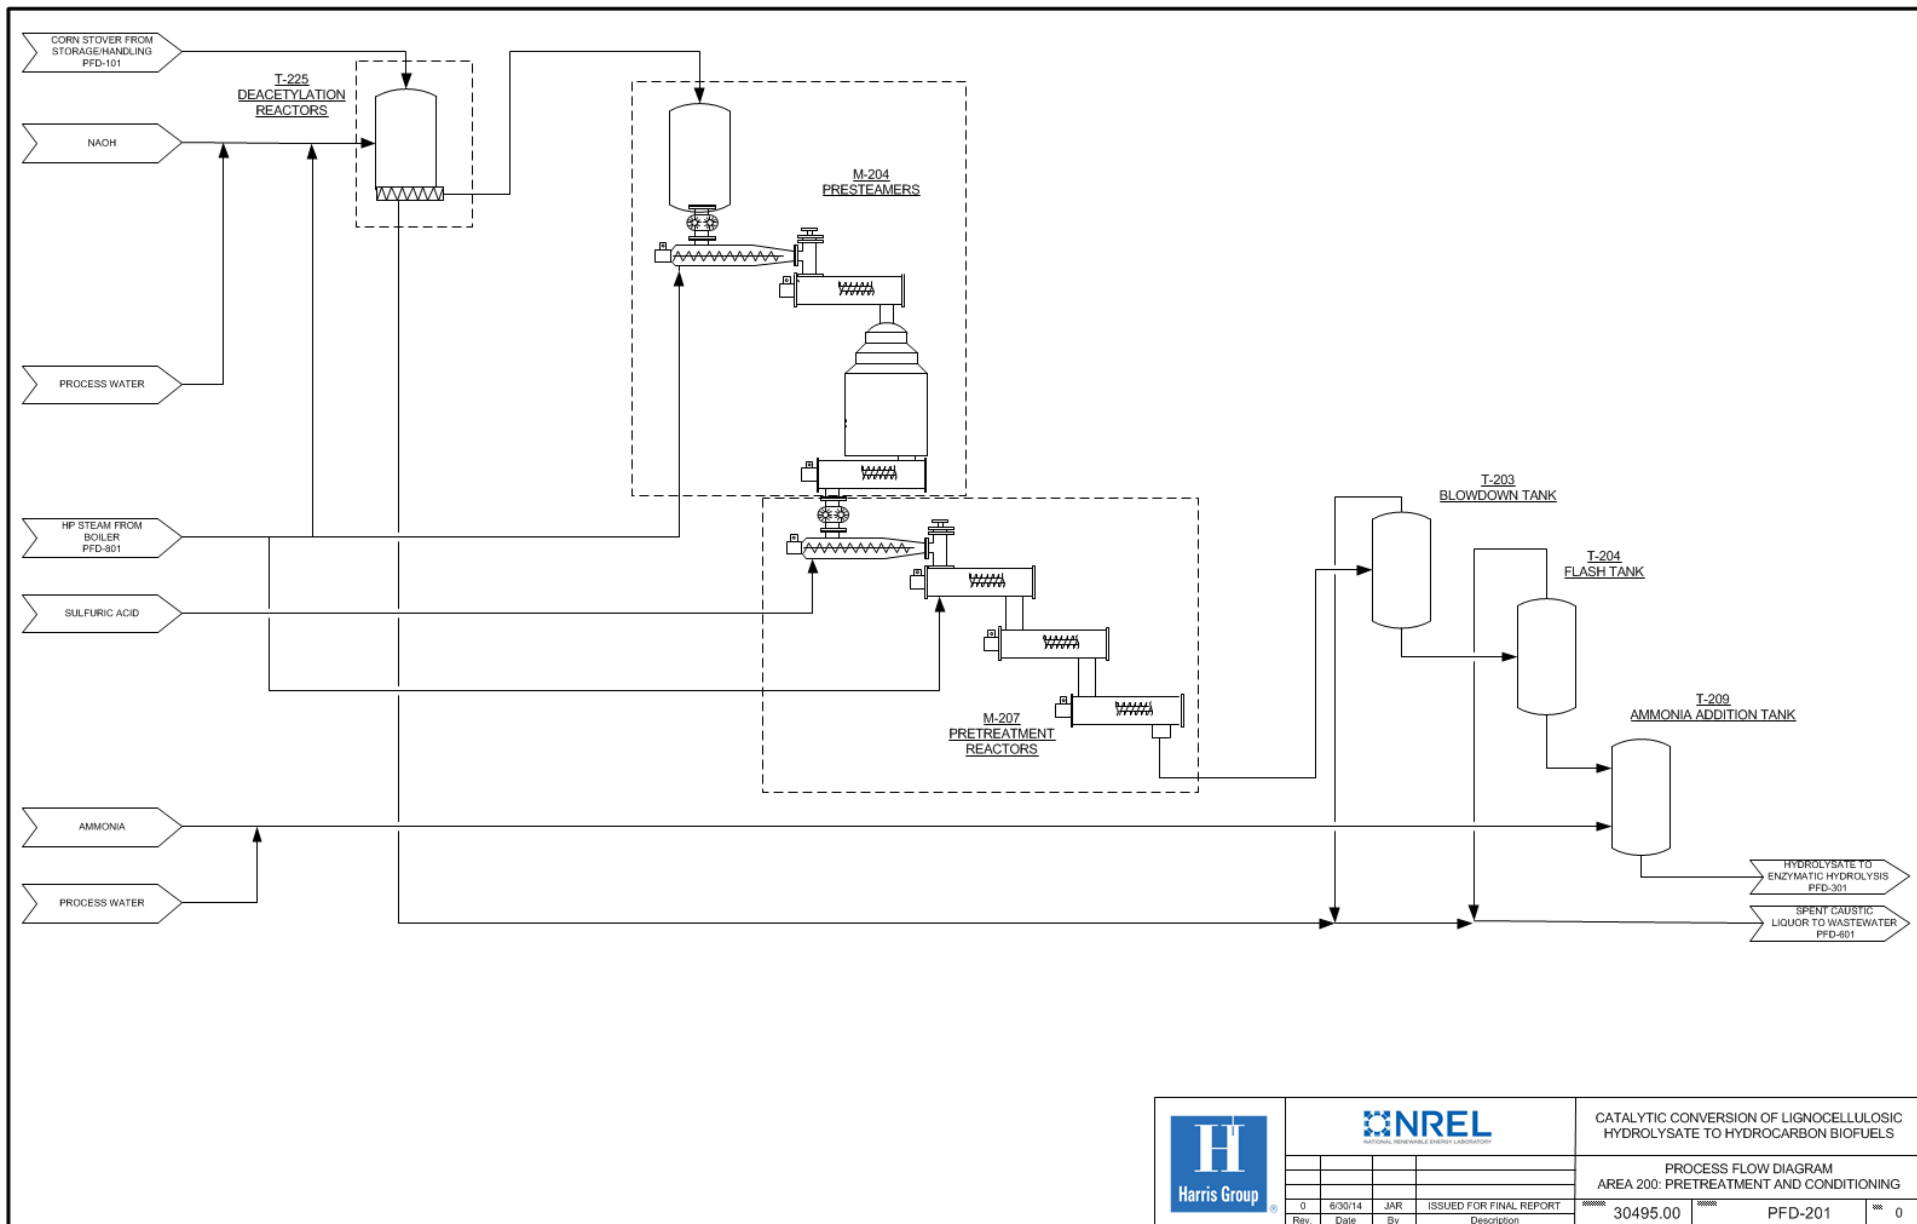 CORN STOVER FROM
STORAGE/HANDLING
PFD-101
T-225
DEACETYLATION
REACTORS
NAOH
M-204
PRESTEAMERS
PROCESS WATER
T-203
BLOWDOWN TANK
HP STEAM FROM
BOILER
PFD-801
T-204
FLASH TANK
SULFURIC ACID
M-207
PRETREATMENT
REACTORS
T-209
AMMONIA ADDITION TANK
AMMONIA
PROCESS WATER
HYDROLYSATE TO
ENZYMATIC HYDROLYSIS
PFD-301
SPENT CAUSTIC
LIQUOR TO WASTEWATER
PFD-601
H
Harris Group
®
NREL
NATIONAL RENEWABLE ENERGY LABORATORY
CATALYTIC CONVERSION OF LIGNOCELLULOSIC
HYDROLYSATE TO HYDROCARBON BIOFUELS
PROCESS FLOW DIAGRAM
AREA 200: PRETREATMENT AND CONDITIONING
0 6/30/14 JAR ISSUED FOR FINAL REPORT
Rev. Date By Description
30495.00 PFD-201 0